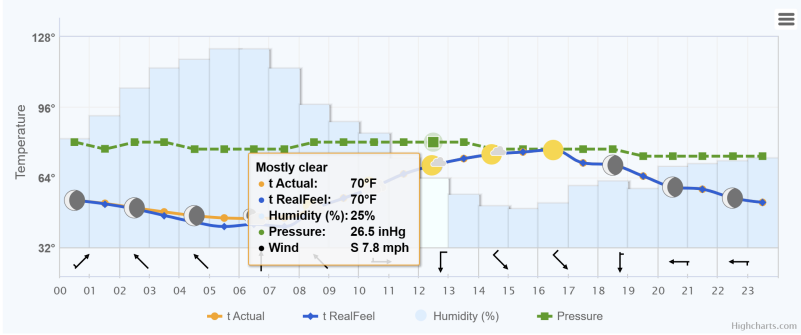 128°
96°
64°
32°
Temperature
Mostly clear
t Actual: 70°F
t RealFeel: 70°F
Humidity (%): 25%
Pressure: 26.5 inHg
Wind S 7.8 mph
00 01 02 03 04 05 06 07 08 09 10 11 12 13 14 15 16 17 18 19 20 21 22 23
t Actual t RealFeel Humidity (%) Pressure
Highcharts.com